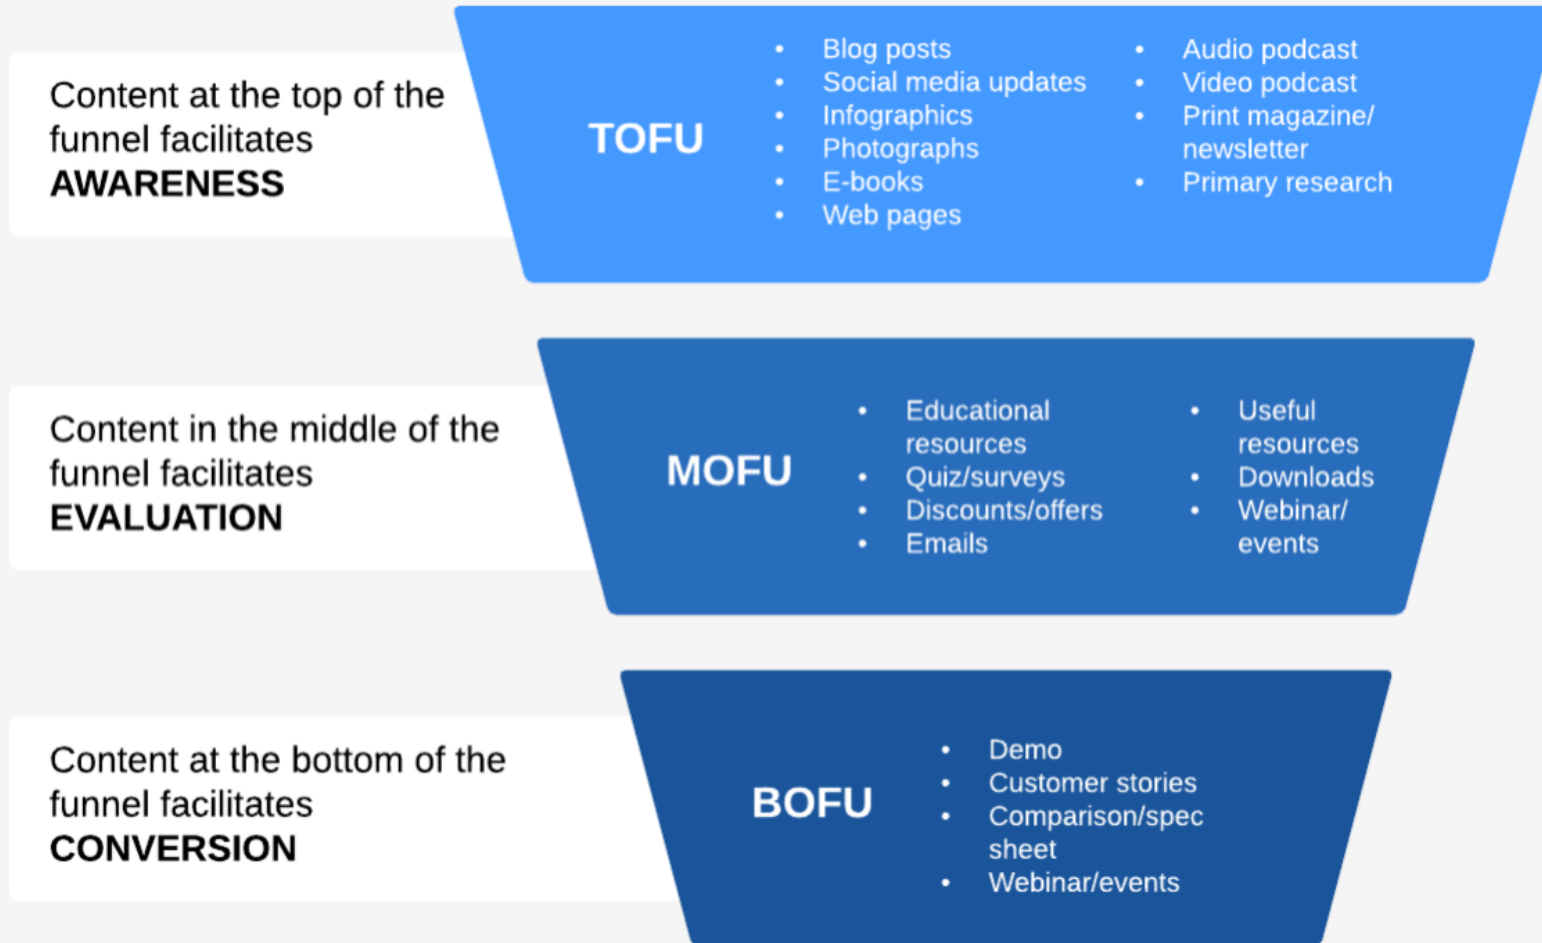 Content at the top of the
funnel facilitates
AWARENESS
TOFU
• Blog posts
• Social media updates
• Infographics
• Photographs
• E-books
• Web pages
• Audio podcast
• Video podcast
• Print magazine/
newsletter
• Primary research
Content in the middle of the
funnel facilitates
EVALUATION
MOFU
• Educational
resources
• Quiz/surveys
• Discounts/offers
• Emails
• Useful
resources
• Downloads
• Webinar/
events
Content at the bottom of the
funnel facilitates
CONVERSION
BOFU
• Demo
• Customer stories
• Comparison/spec
sheet
• Webinar/events